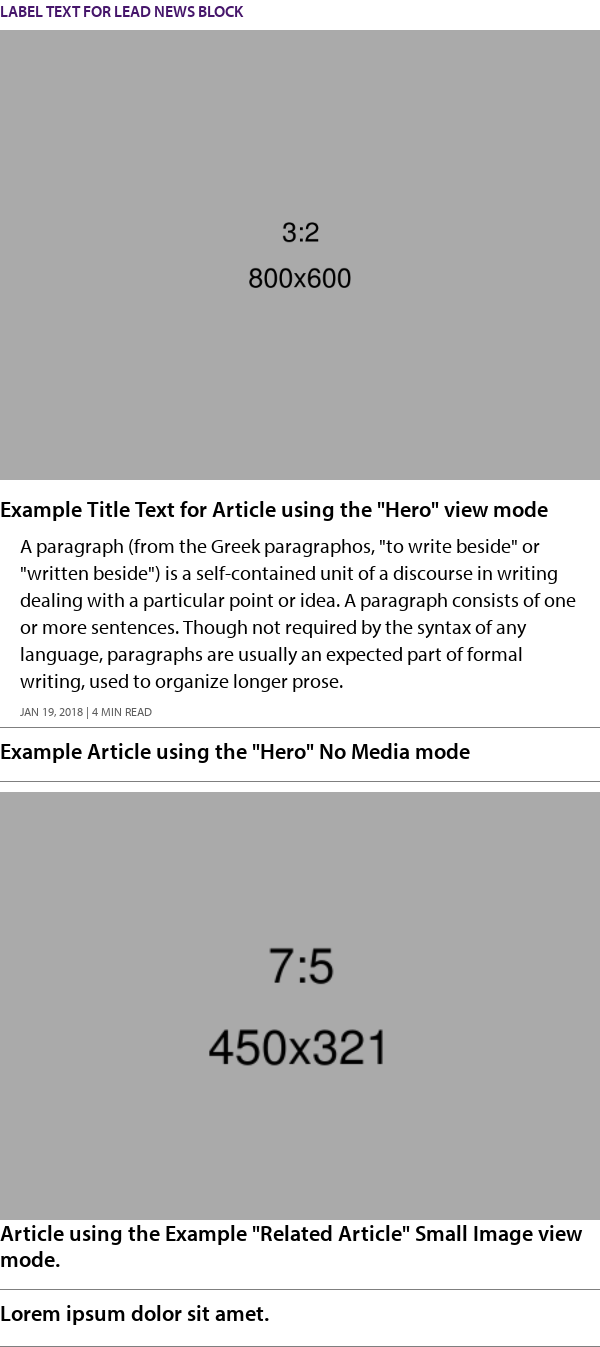 LABEL TEXT FOR LEAD NEWS BLOCK
3:2
800x600
Example Title Text for Article using the "Hero" view mode
A paragraph (from the Greek paragraphos, "to write beside" or
"written beside") is a self-contained unit of a discourse in writing
dealing with a particular point or idea. A paragraph consists of one
or more sentences. Though not required by the syntax of any
language, paragraphs are usually an expected part of formal
writing, used to organize longer prose.
JAN 19, 2018 | 4 MIN READ
Example Article using the "Hero" No Media mode
7:5
450x321
Article using the Example "Related Article" Small Image view
mode.
Lorem ipsum dolor sit amet.